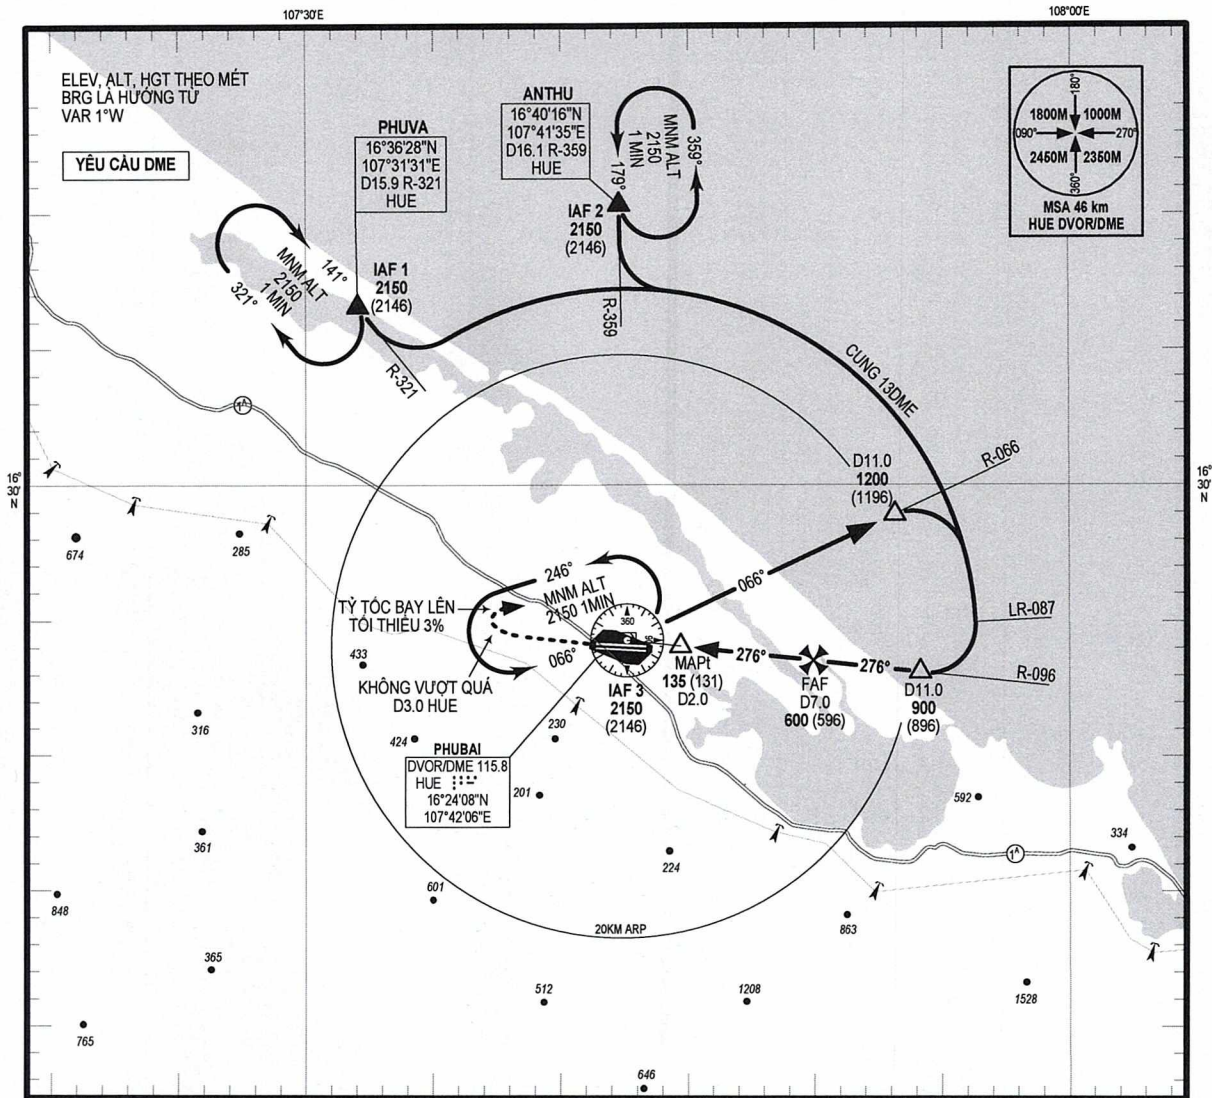 107°30'E
108°00'E
ELEV, ALT, HGT THEO MÉT
BRG LÀ HƯỚNG TỪ
VAR 1°W
YÊU CẦU DME
PHUVA
16°36'28"N
107°31'31"E
D15.9 R-321
HUE
ANTHU
16°40'16"N
107°41'35"E
D16.1 R-359
HUE
MNM ALT
2150
1 MIN
359°
179°
180°
1800M
1000M
090°
270°
2450M
2350M
360°
MSA 46 km
HUE DVOR/DME
IAF 2
2150
(2146)
R-359
141°
MNM ALT
2150
1 MIN
321°
IAF 1
2150
(2146)
R-321
CUNG 13DME
D11.0
1200
(1196)
R-066
16°
30'
N
16°
30'
N
1A
674
285
066°
246°
MNM ALT
2150 1MIN
TỶ TỐC BAY LÊN
TỐI THIỂU 3%
360
066°
KHÔNG VƯỢT QUÁ
D3.0 HUE
433
LR-087
R-096
276°
276°
MAPt
135 (131)
D2.0
FAF
D7.0
600 (596)
D11.0
900
(896)
IAF 3
2150
(2146)
316
424
230
PHUBAI
DVOR/DME 115.8
HUE
16°24'08"N
107°42'06"E
201
592
361
224
334
1A
848
601
863
20KM ARP
365
512
1208
1528
765
646